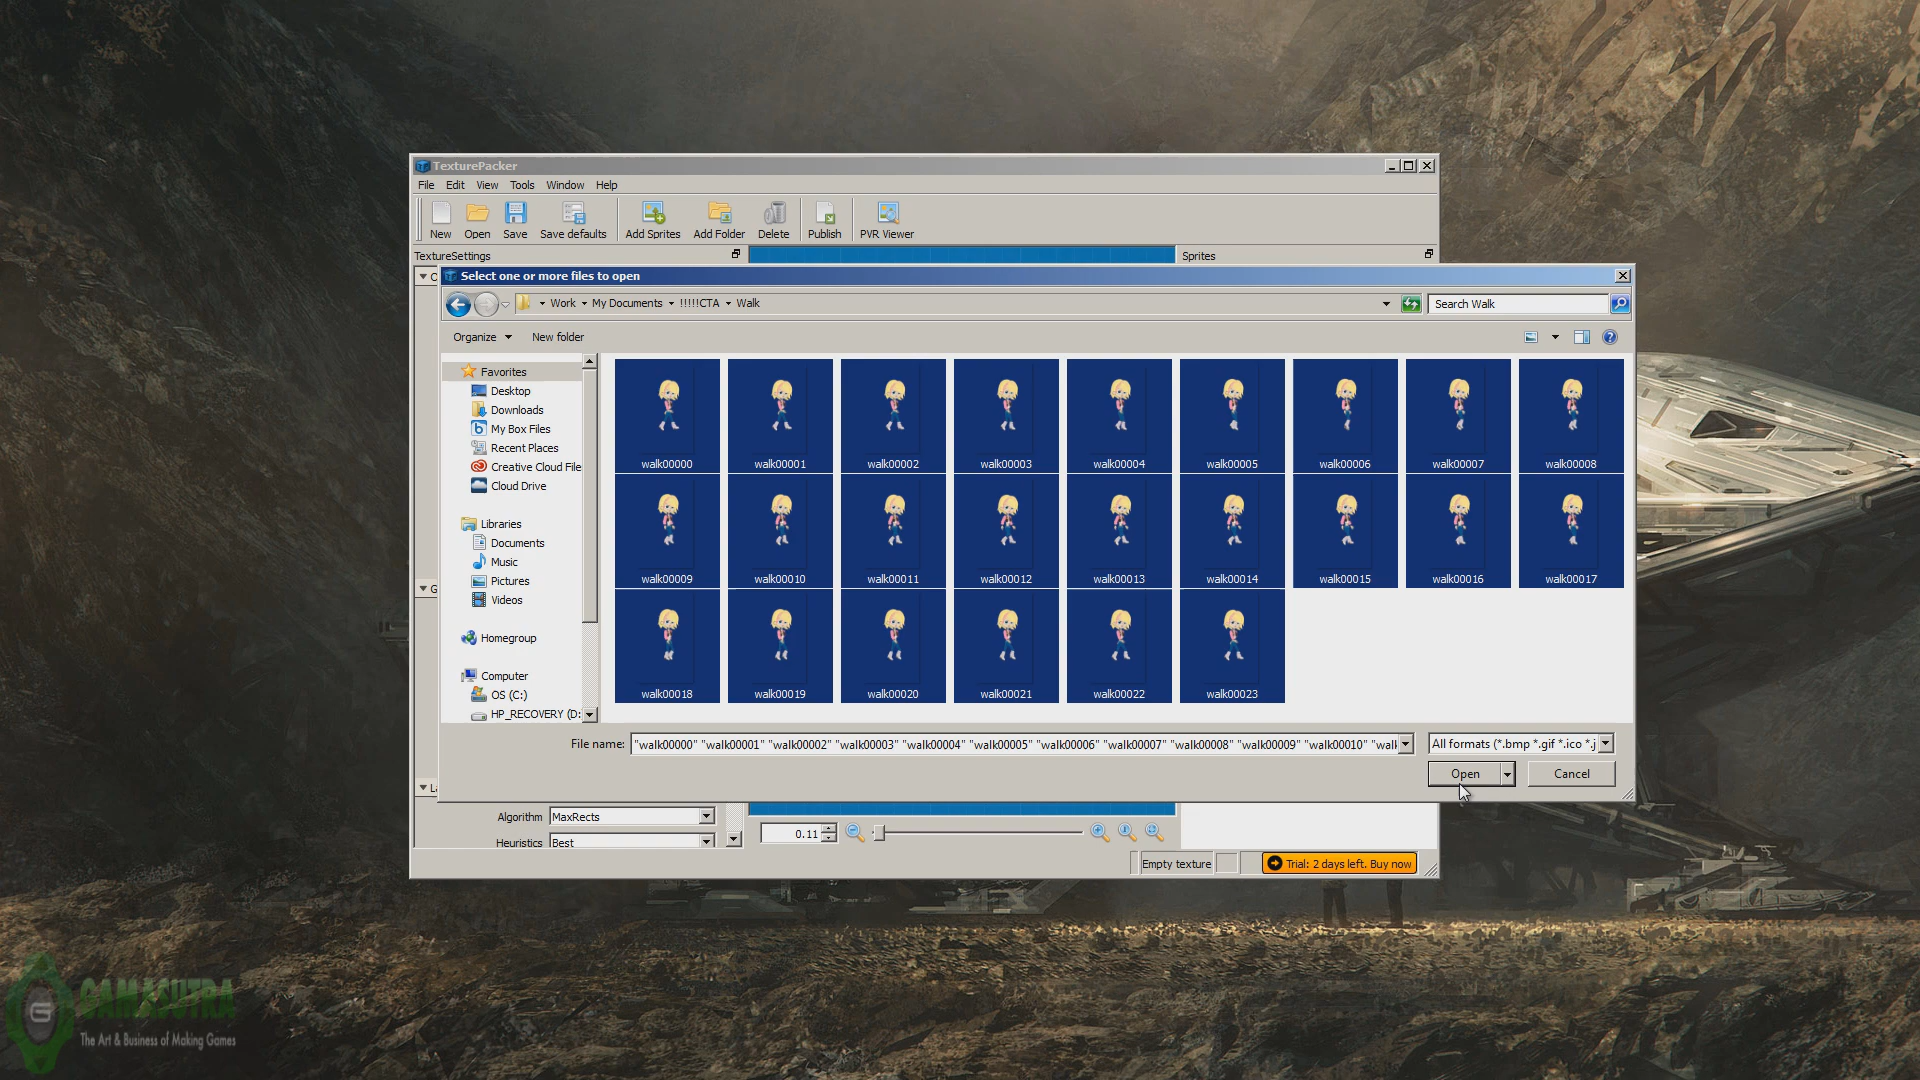 TexturePacker
File Edit View Tools Window Help
New Open Save Save defaults Add Sprites Add Folder Delete Publish PVR Viewer
TextureSettings
Sprites
Select one or more files to open
Work My Documents !!!!!CTA Walk
Search Walk
Organize New folder
Favorites
Desktop
Downloads
My Box Files
Recent Places
Creative Cloud File
Cloud Drive
Libraries
Documents
Music
Pictures
Videos
Homegroup
Computer
OS (C:)
HP_RECOVERY (D:
walk00000 walk00001 walk00002 walk00003 walk00004 walk00005 walk00006 walk00007 walk00008
walk00009 walk00010 walk00011 walk00012 walk00013 walk00014 walk00015 walk00016 walk00017
walk00018 walk00019 walk00020 walk00021 walk00022 walk00023
File name: "walk00000" "walk00001" "walk00002" "walk00003" "walk00004" "walk00005" "walk00006" "walk00007" "walk00008" "walk00009" "walk00010" "walk
All formats (*.bmp *.gif *.ico *.j
Open Cancel
Algorithm MaxRects
Heuristics Best
0.11
Empty texture
Trial: 2 days left. Buy now
GAMASUTRA
The Art & Business of Making Games